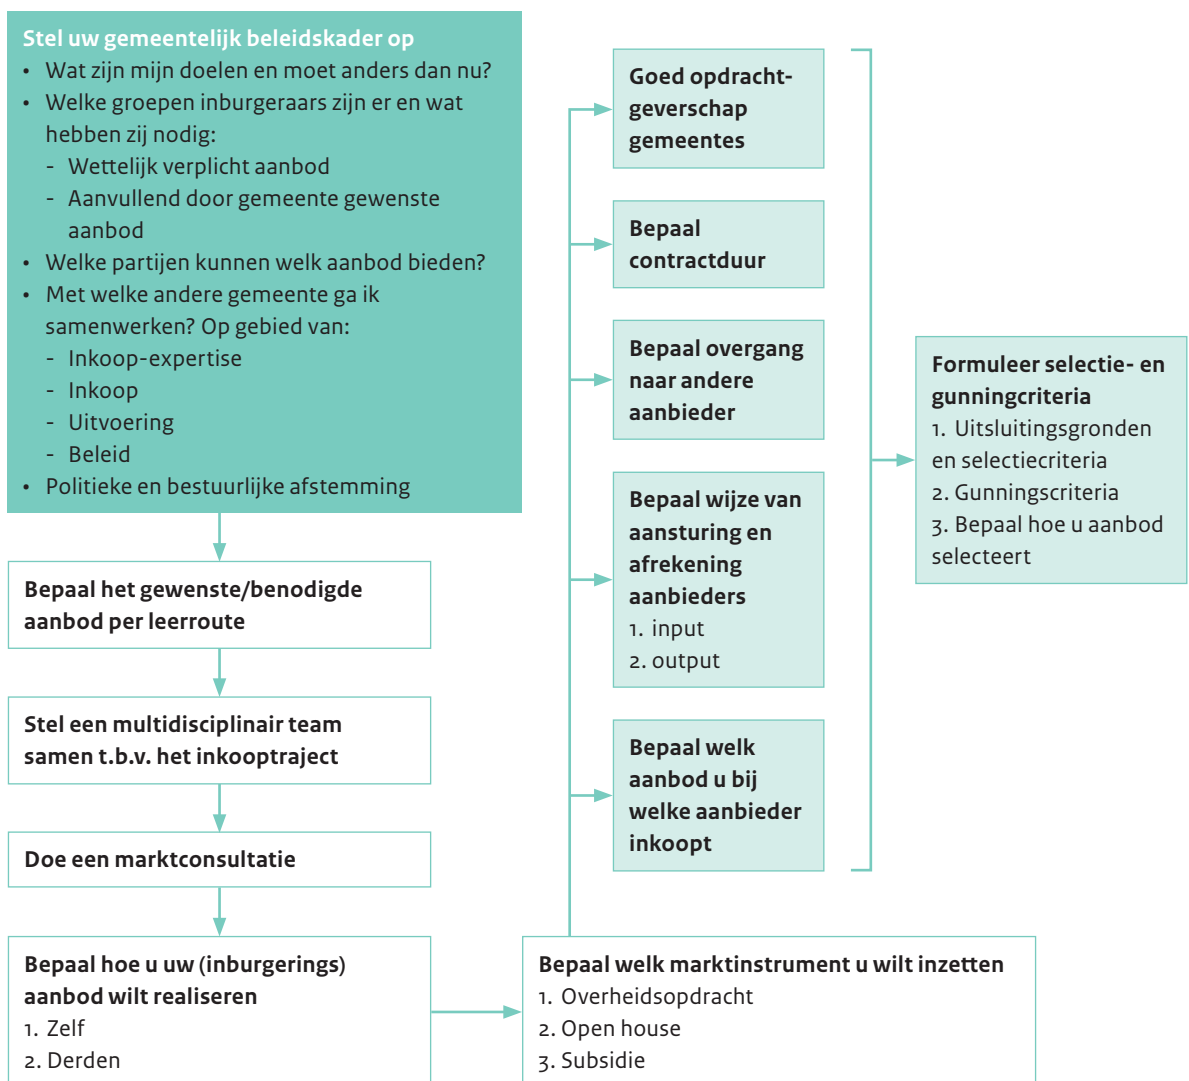 Stel uw gemeentelijk beleidskader op
• Wat zijn mijn doelen en moet anders dan nu?
• Welke groepen inburgeraars zijn er en wat
hebben zij nodig:
- Wettelijk verplicht aanbod
- Aanvullend door gemeente gewenste
aanbod
• Welke partijen kunnen welk aanbod bieden?
• Met welke andere gemeente ga ik
samenwerken? Op gebied van:
- Inkoop-expertise
- Inkoop
- Uitvoering
- Beleid
• Politieke en bestuurlijke afstemming
Bepaal het gewenste/benodigde
aanbod per leerroute
Stel een multidisciplinair team
samen t.b.v. het inkooptraject
Doe een marktconsultatie
Bepaal hoe u uw (inburgerings)
aanbod wilt realiseren
1. Zelf
2. Derden
Bepaal welk marktinstrument u wilt inzetten
1. Overheidsopdracht
2. Open house
3. Subsidie
Goed opdracht-
geverschap
gemeentes
Bepaal
contractduur
Bepaal overgang
naar andere
aanbieder
Bepaal wijze van
aansturing en
afrekening
aanbieders
1. input
2. output
Bepaal welk
aanbod u bij
welke aanbieder
inkoopt
Formuleer selectie- en
gunningcriteria
1. Uitsluitingsgronden
en selectiecriteria
2. Gunningscriteria
3. Bepaal hoe u aanbod
selecteert